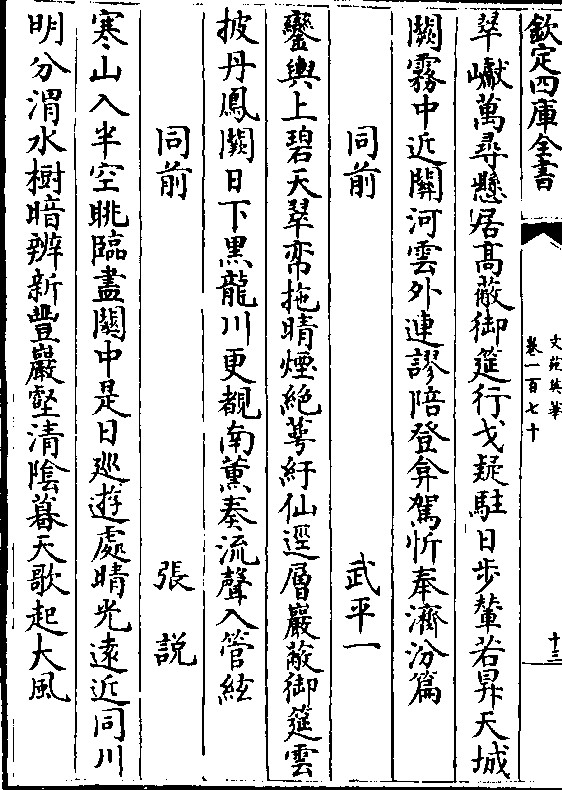 欽定四庫全書
文苑英華
卷一百七十
十三
翠巘萬尋懸居高敞御筵行戈疑駐日步輦若昇天城
闕霧中近關河雲外連謬陪登弇駕忻奉濟汾篇
同前 武平一
鑾輿上碧天翠帟拖晴煙絶萼紆仙逕層巖敞御筵雲
披丹鳳闕日下黒龍川更覩南薫奏流聲入管絃
同前 張說
寒山入半空眺臨盡關中是日廵遊處晴光遠近同川
明分渭水樹暗辨新豐巖壑清隂暮天歌起大風